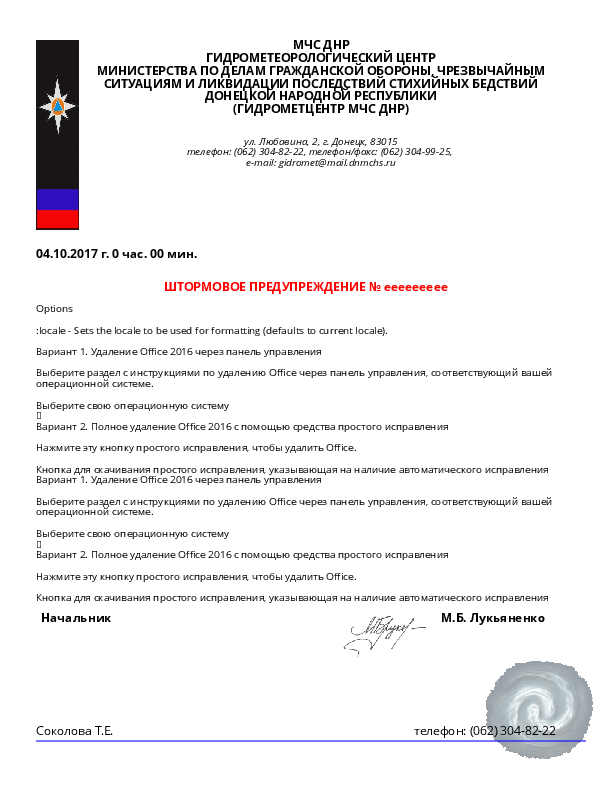 МЧС ДНР
ГИДРОМЕТЕОРОЛОГИЧЕСКИЙ ЦЕНТР
МИНИСТЕРСТВА ПО ДЕЛАМ ГРАЖДАНСКОЙ ОБОРОНЫ, ЧРЕЗВЫЧАЙНЫМ
СИТУАЦИЯМ И ЛИКВИДАЦИИ ПОСЛЕДСТВИЙ СТИХИЙНЫХ БЕДСТВИЙ
ДОНЕЦКОЙ НАРОДНОЙ РЕСПУБЛИКИ
(ГИДРОМЕТЦЕНТР МЧС ДНР)
ул. Любавина, 2, г. Донецк, 83015
телефон: (062) 304-82-22, телефон/факс: (062) 304-99-25,
e-mail: gidromet@mail.dnmchs.ru
04.10.2017 г. 0 час. 00 мин.
ШТОРМОВОЕ ПРЕДУПРЕЖДЕНИЕ № еееееееее
Options
:locale - Sets the locale to be used for formatting (defaults to current locale).
Вариант 1. Удаление Office 2016 через панель управления
Выберите раздел с инструкциями по удалению Office через панель управления, соответствующий вашей
операционной системе.
Выберите свою операционную систему
Вариант 2. Полное удаление Office 2016 с помощью средства простого исправления
Нажмите эту кнопку простого исправления, чтобы удалить Office.
Кнопка для скачивания простого исправления, указывающая на наличие автоматического исправления
Вариант 1. Удаление Office 2016 через панель управления
Выберите раздел с инструкциями по удалению Office через панель управления, соответствующий вашей
операционной системе.
Выберите свою операционную систему
Вариант 2. Полное удаление Office 2016 с помощью средства простого исправления
Нажмите эту кнопку простого исправления, чтобы удалить Office.
Кнопка для скачивания простого исправления, указывающая на наличие автоматического исправления
Начальник М.Б. Лукьяненко
Соколова Т.Е. телефон: (062) 304-82-22